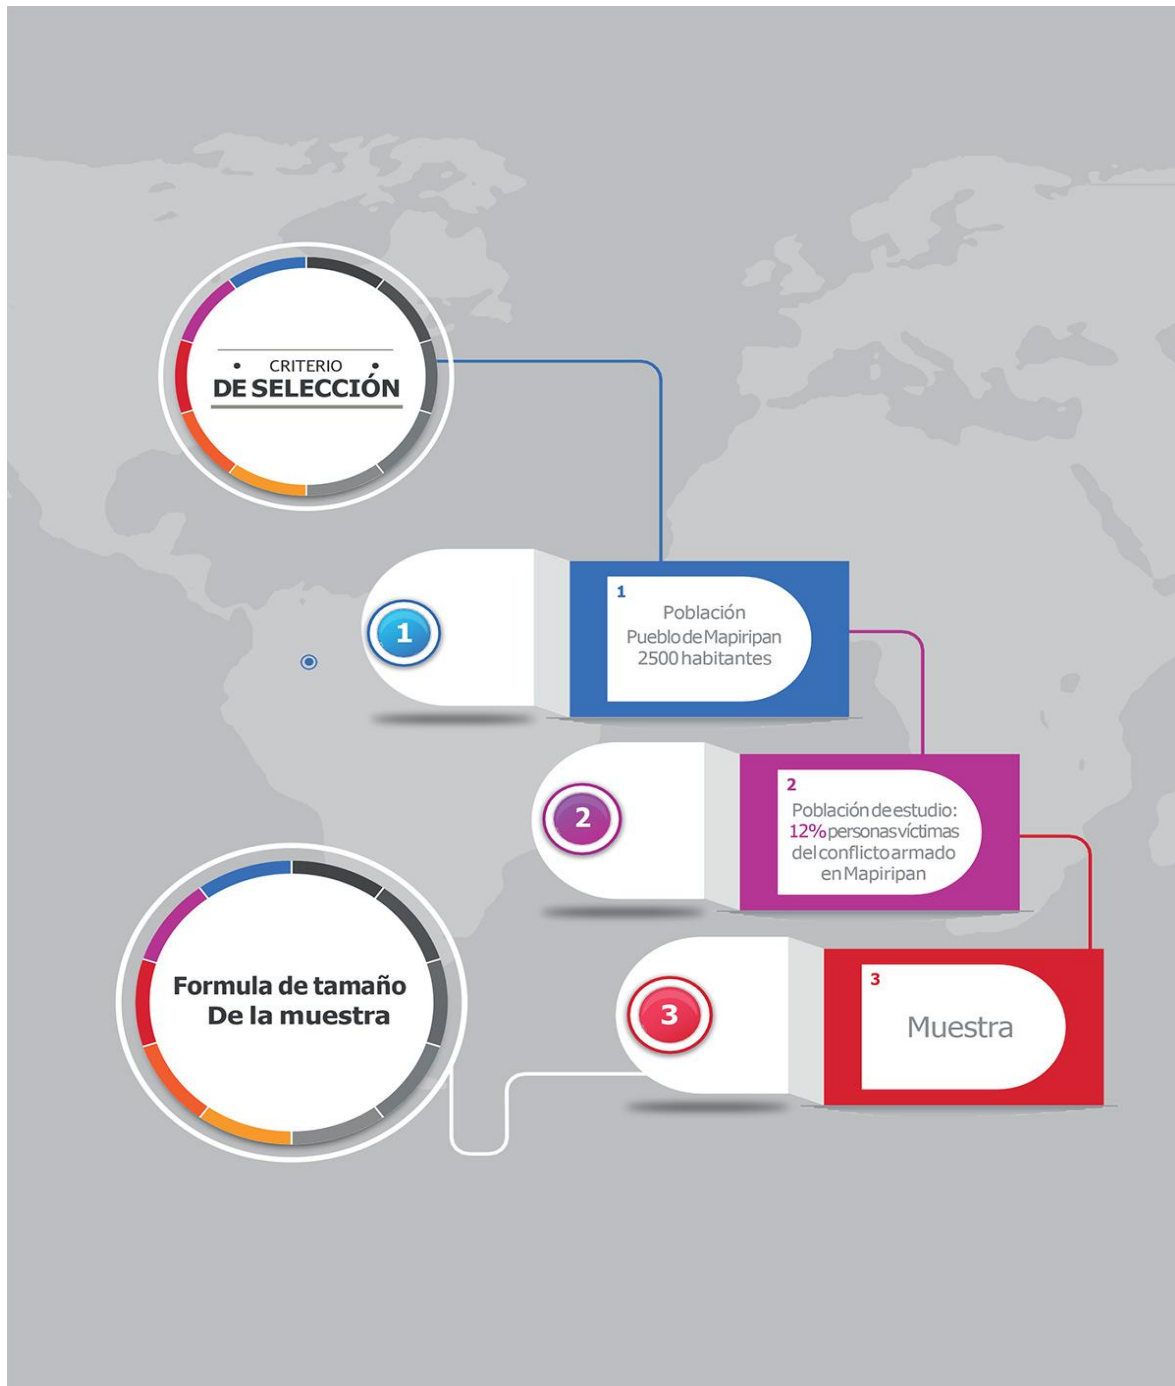 CRITERIO
DE SELECCIÓN
1
1
Población
Pueblo de Mapiripan
2500 habitantes
2
2
Población de estudio:
12% personas víctimas
del conflicto armado
en Mapiripan
Formula de tamaño
De la muestra
3
3
Muestra